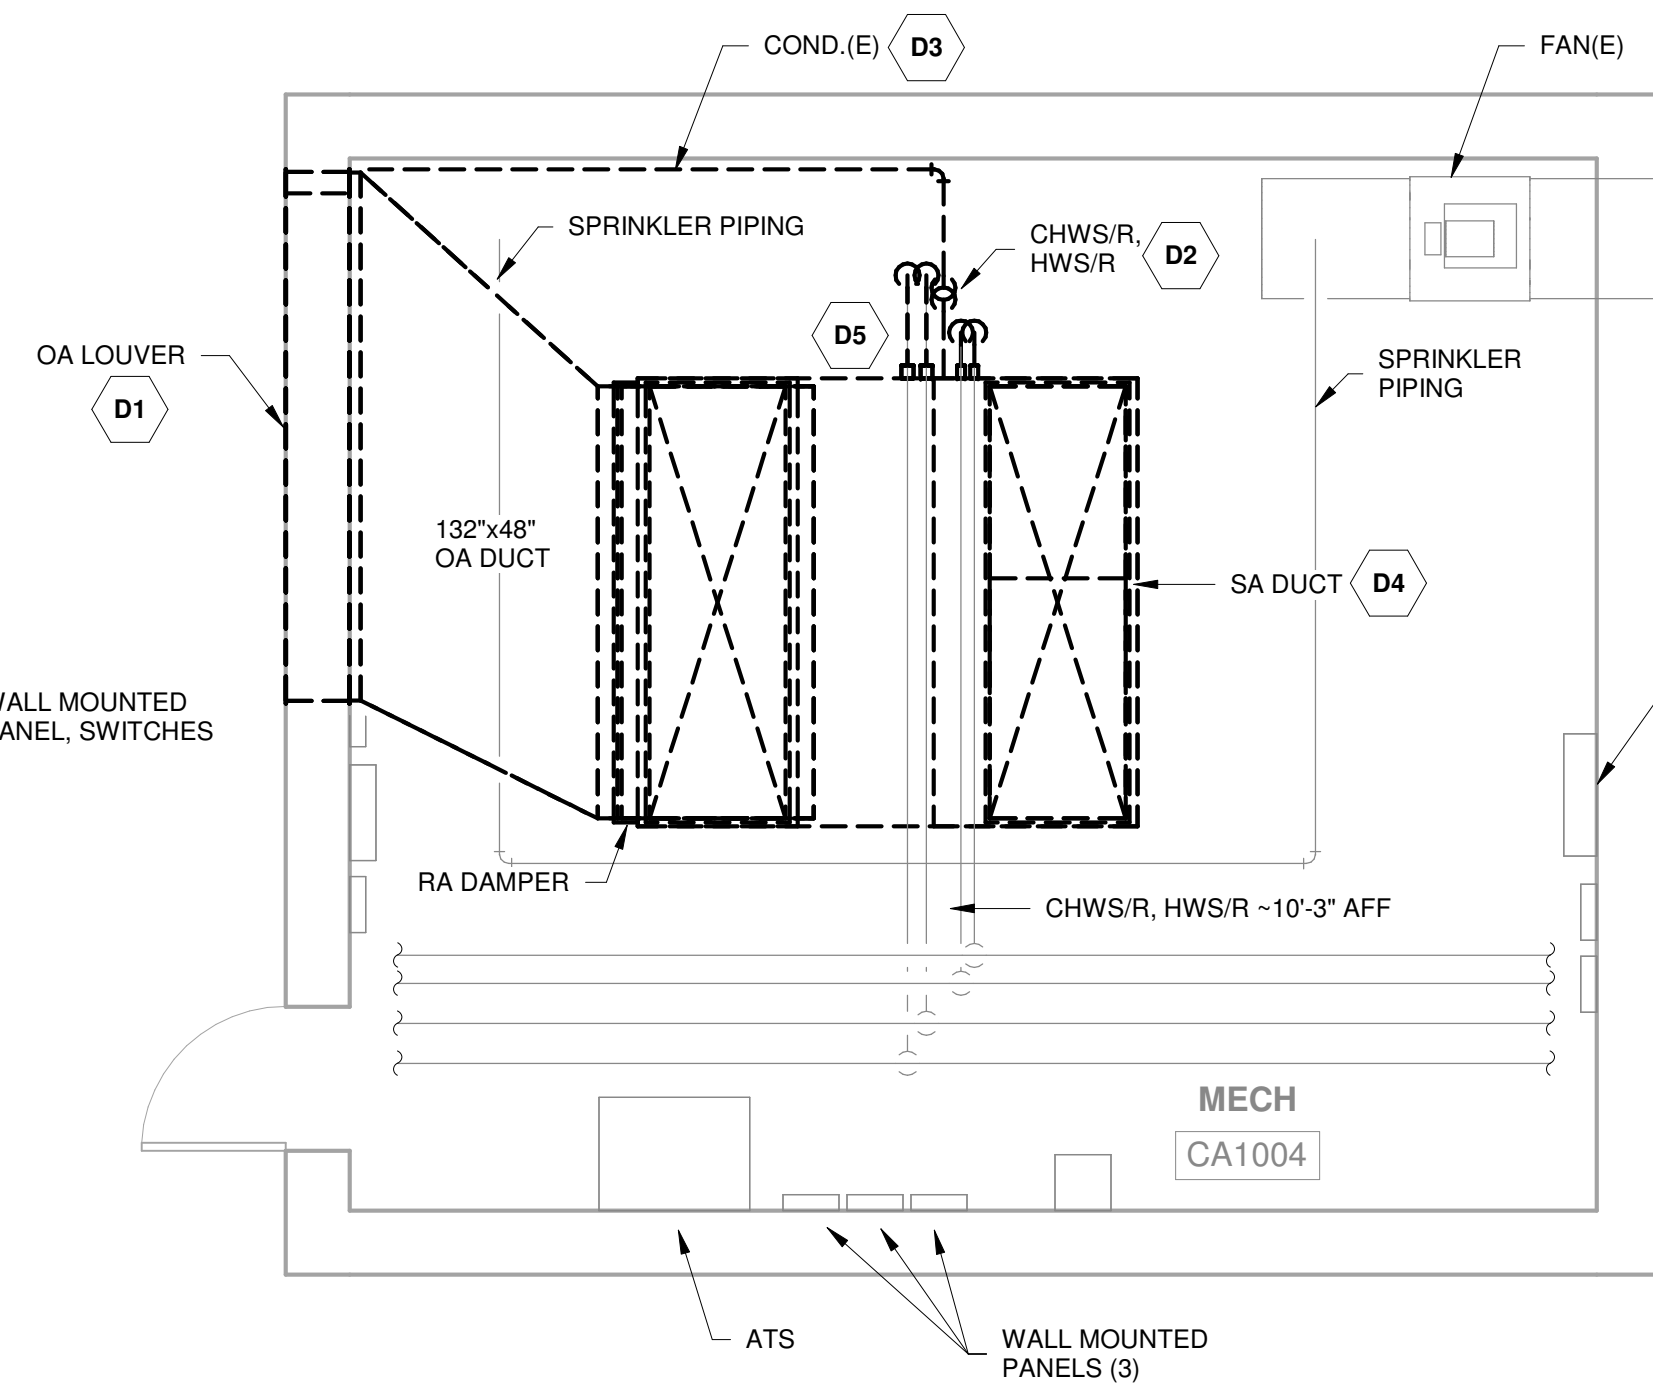 COND.(E)
D3
FAN(E)
SPRINKLER PIPING
CHWS/R,
HWS/R
D2
D5
OA LOUVER
D1
SPRINKLER
PIPING
132"x48"
OA DUCT
SA DUCT
D4
WALL MOUNTED
ANEL, SWITCHES
RA DAMPER
CHWS/R, HWS/R ~10'-3" AFF
MECH
CA1004
ATS
WALL MOUNTED
PANELS (3)